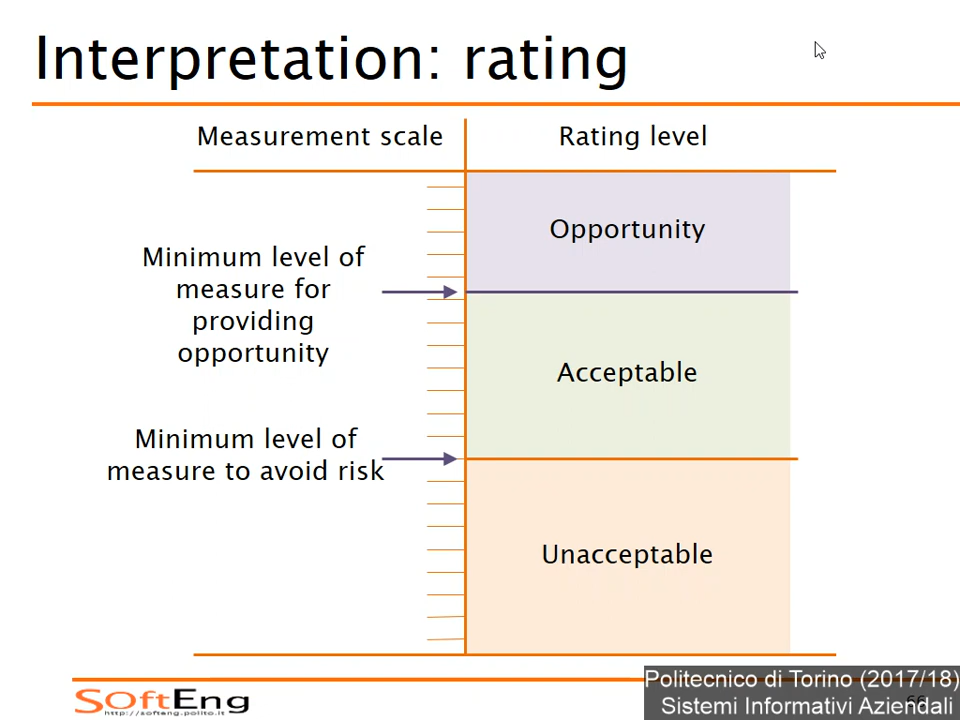 Interpretation: rating
Measurement scale
Rating level
Opportunity
Minimum level of
measure for
providing
opportunity
Acceptable
Minimum level of
measure to avoid risk
Unacceptable
SOftEng
http://softeng.polito.it
66
Politecnico di Torino (2017/18)
Sistemi Informativi Aziendali